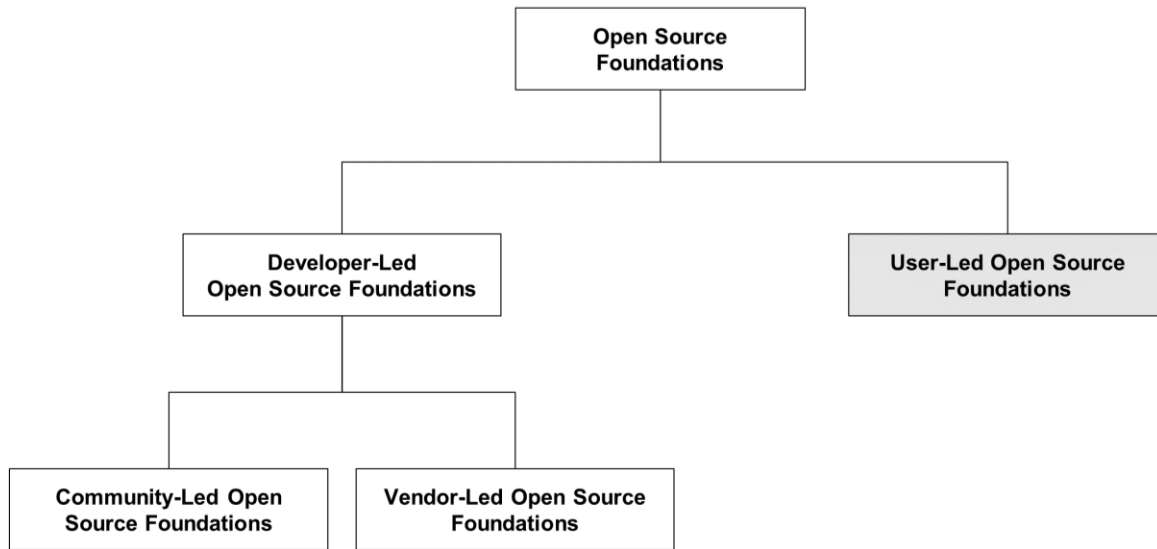 Open Source
Foundations
Developer-Led
Open Source Foundations
User-Led Open Source
Foundations
Community-Led Open
Source Foundations
Vendor-Led Open Source
Foundations